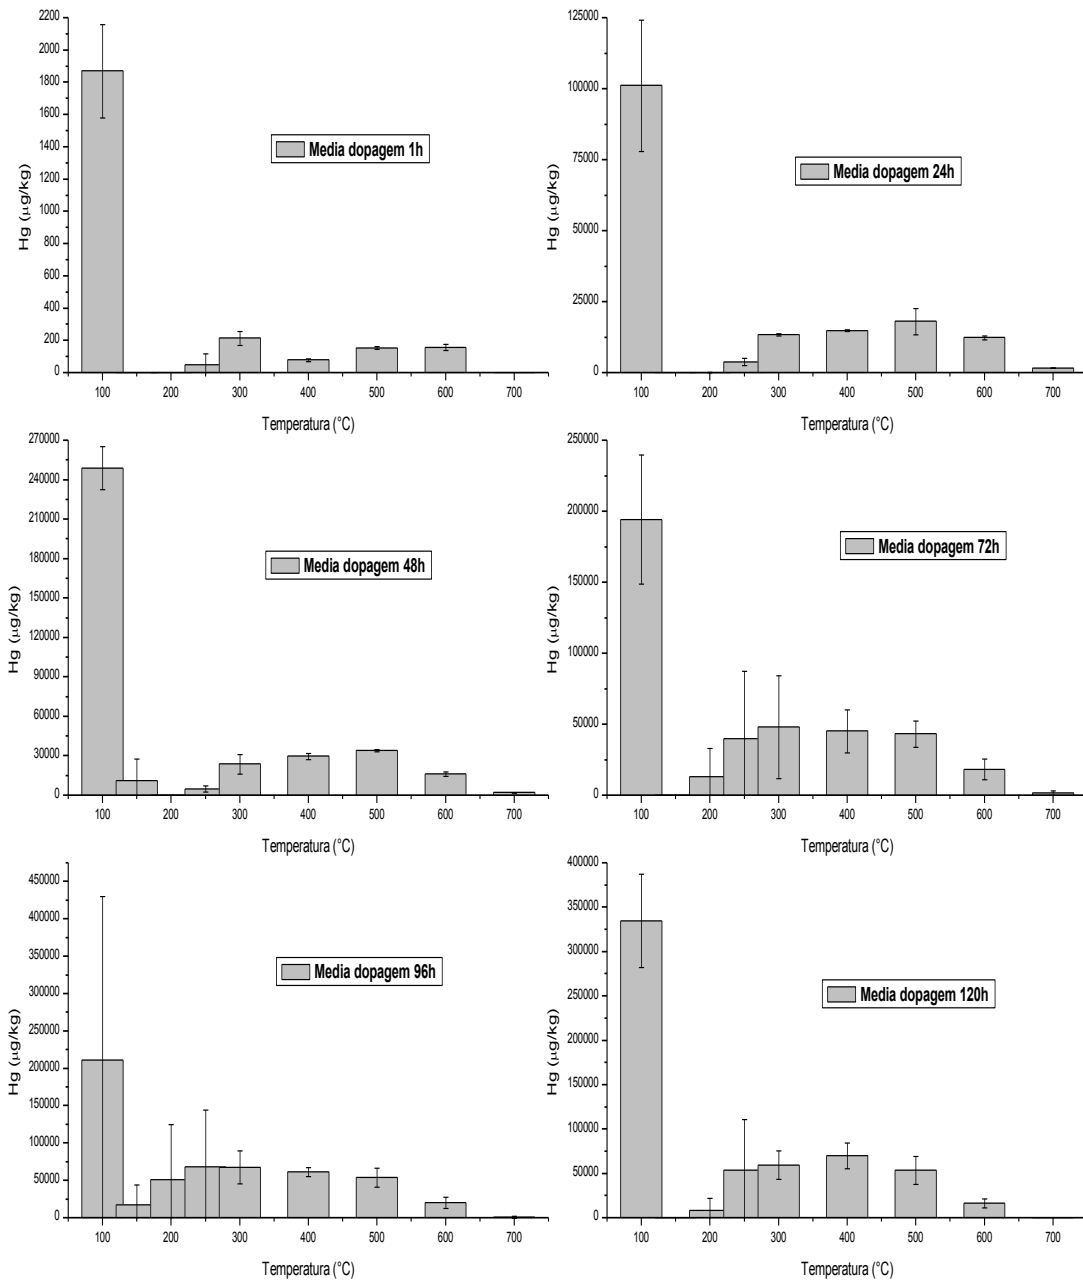 2200
2000
1800
1600
1400
1200
1000
800
600
400
200
0
Hg (µg/kg)
Media dopagem 1h
100 200 300 400 500 600 700
Temperatura (°C)
125000
100000
75000
50000
25000
0
Hg (µg/kg)
Media dopagem 24h
100 200 300 400 500 600 700
Temperatura (°C)
270000
240000
210000
180000
150000
120000
90000
60000
30000
0
Hg (µg/kg)
Media dopagem 48h
100 200 300 400 500 600 700
Temperatura (°C)
250000
200000
150000
100000
50000
0
Hg (µg/kg)
Media dopagem 72h
100 200 300 400 500 600 700
Temperatura (°C)
450000
400000
350000
300000
250000
200000
150000
100000
50000
0
Hg (µg/kg)
Media dopagem 96h
100 200 300 400 500 600 700
Temperatura (°C)
400000
350000
300000
250000
200000
150000
100000
50000
0
Hg (µg/kg)
Media dopagem 120h
100 200 300 400 500 600 700
Temperatura (°C)